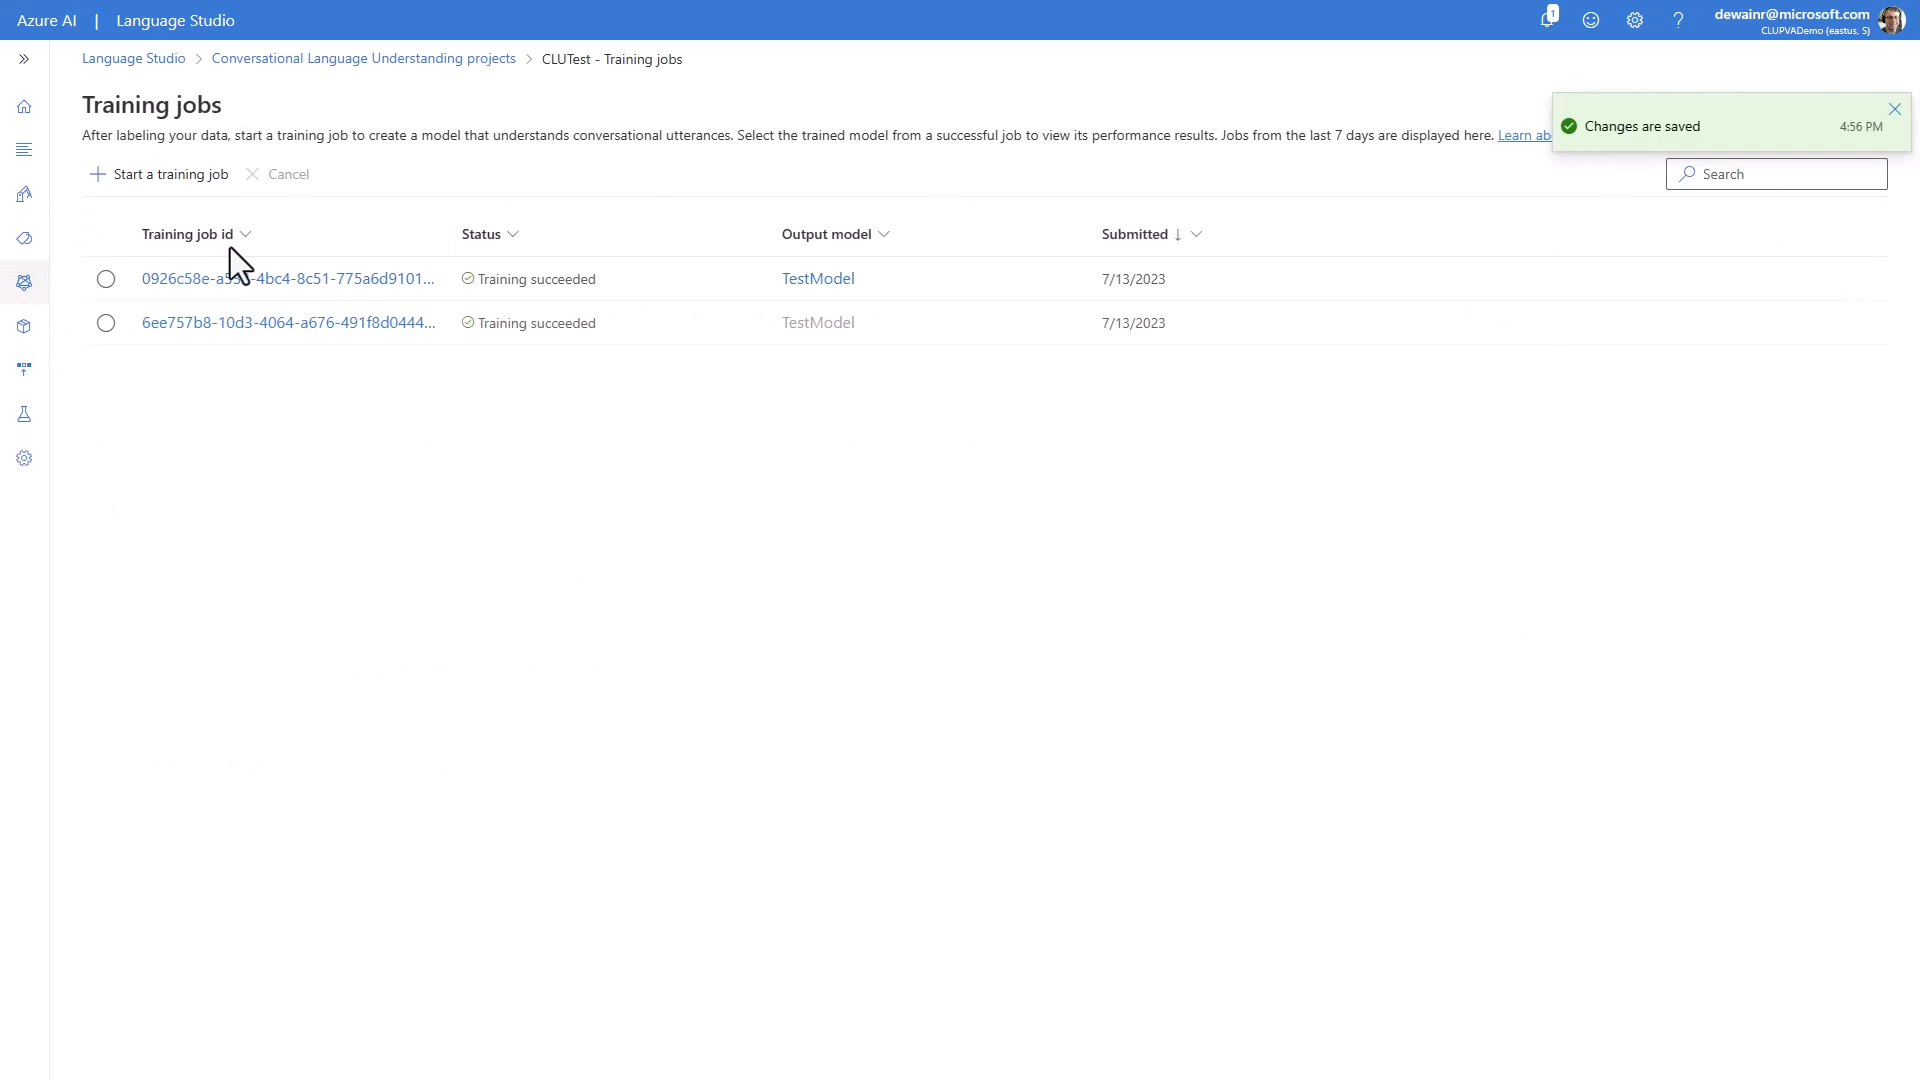 Azure AI | Language Studio
1
dewainr@microsoft.com
CLUPVADemo (eastus, S)
Language Studio > Conversational Language Understanding projects > CLUTest - Training jobs
Training jobs
Changes are saved 4:56 PM
After labeling your data, start a training job to create a model that understands conversational utterances. Select the trained model from a successful job to view its performance results. Jobs from the last 7 days are displayed here. Learn
Start a training job Cancel
Search
Training job id Status Output model Submitted ↓
Training succeeded TestModel 7/13/2023
6ee757b8-10d3-4064-a676-491f8d0444... Training succeeded TestModel 7/13/2023